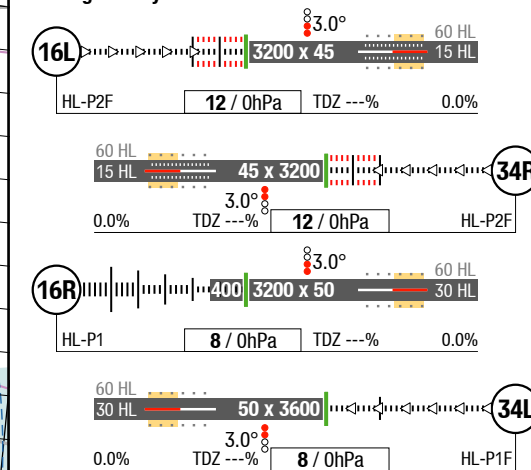 3.0°
60 HL
16L 3200 x 45 15 HL
HL-P2F 12 / 0hPa TDZ ---% 0.0%
60 HL
15 HL 45 x 3200 34R
3.0°
0.0% TDZ ---% 12 / 0hPa HL-P2F
3.0°
60 HL
16R 400 3200 x 50 30 HL
HL-P1 8 / 0hPa TDZ ---% 0.0%
60 HL
30 HL 50 x 3600 34L
3.0°
0.0% TDZ ---% 8 / 0hPa HL-P1F